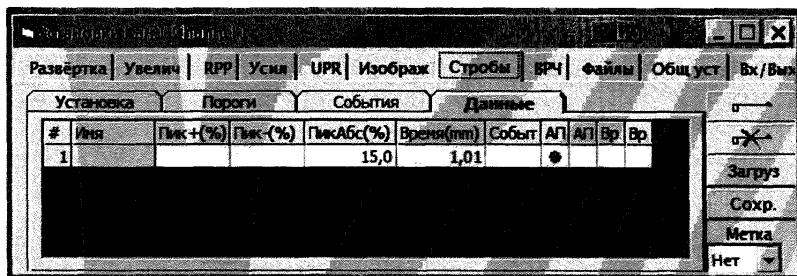 Развёртка Увелич RPP Усил UPR Изображ Стробы ВРЧ Файлы Общ уст Вх/Вых
Установка Пороги События Данные
# Имя Пик+(%) Пик-(%) ПикАбс(%) Время(mm) Событ АП АП Вр Вр
1 15,0 1,01
Загруз
Сохр.
Метка
Нет